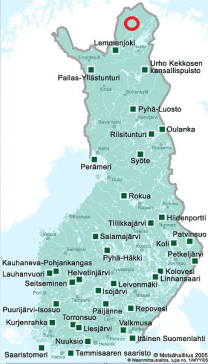 Lemmenjoki
Urho Kekkosen
kansallispuisto
Pallas-Yllästunturi
Pyhä-Luosto
Oulanka
Riisitunturi
Syöte
Perämeri
Rokua
Hiidenportti
Tiilikkajärvi
Patvinsuo
Salamajärvi
Koli
Petkeljärvi
Pyhä-Häkki
Kauhaneva-Pohjankangas
Kolovesi
Lauhanvuori
Helvetinjärvi
Linnansaari
Seitseminen
Leivonmäki
Isojärvi
Puurijärvi-Isosuo
Päijänne
Repovesi
Kurjenrahka
Torronsuo
Valkmusa
Liesjärvi
Itäinen Suomenlahti
Nuuksio
Saaristomeri
Tammisaaren saaristo
© Metsähallitus 2005